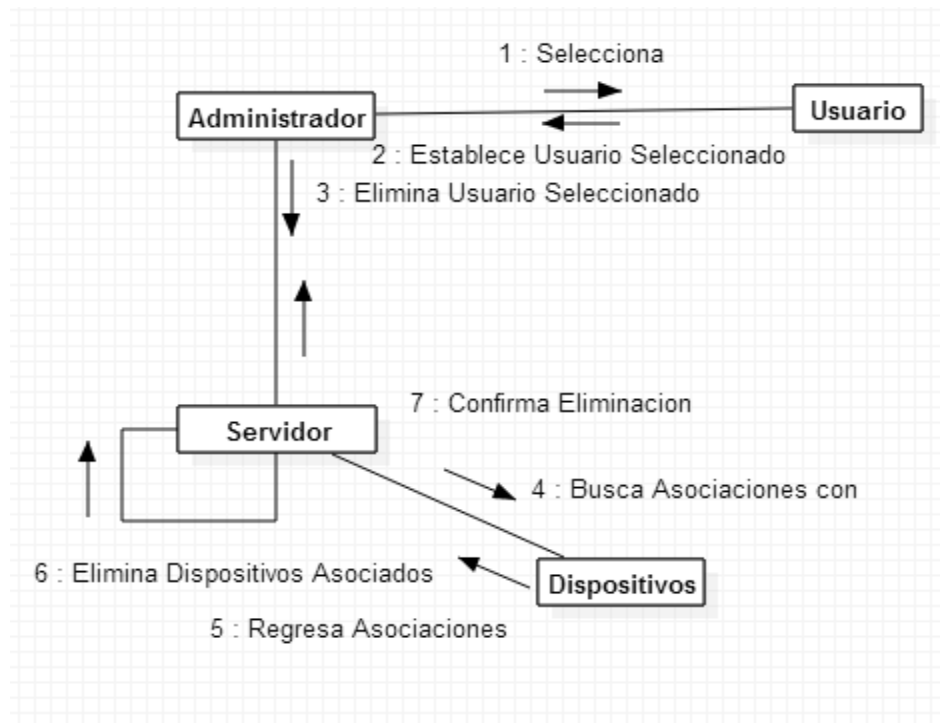 1 : Selecciona
Administrador
Usuario
2 : Establece Usuario Seleccionado
3 : Elimina Usuario Seleccionado
7 : Confirma Eliminacion
Servidor
4 : Busca Asociaciones con
6 : Elimina Dispositivos Asociados
Dispositivos
5 : Regresa Asociaciones